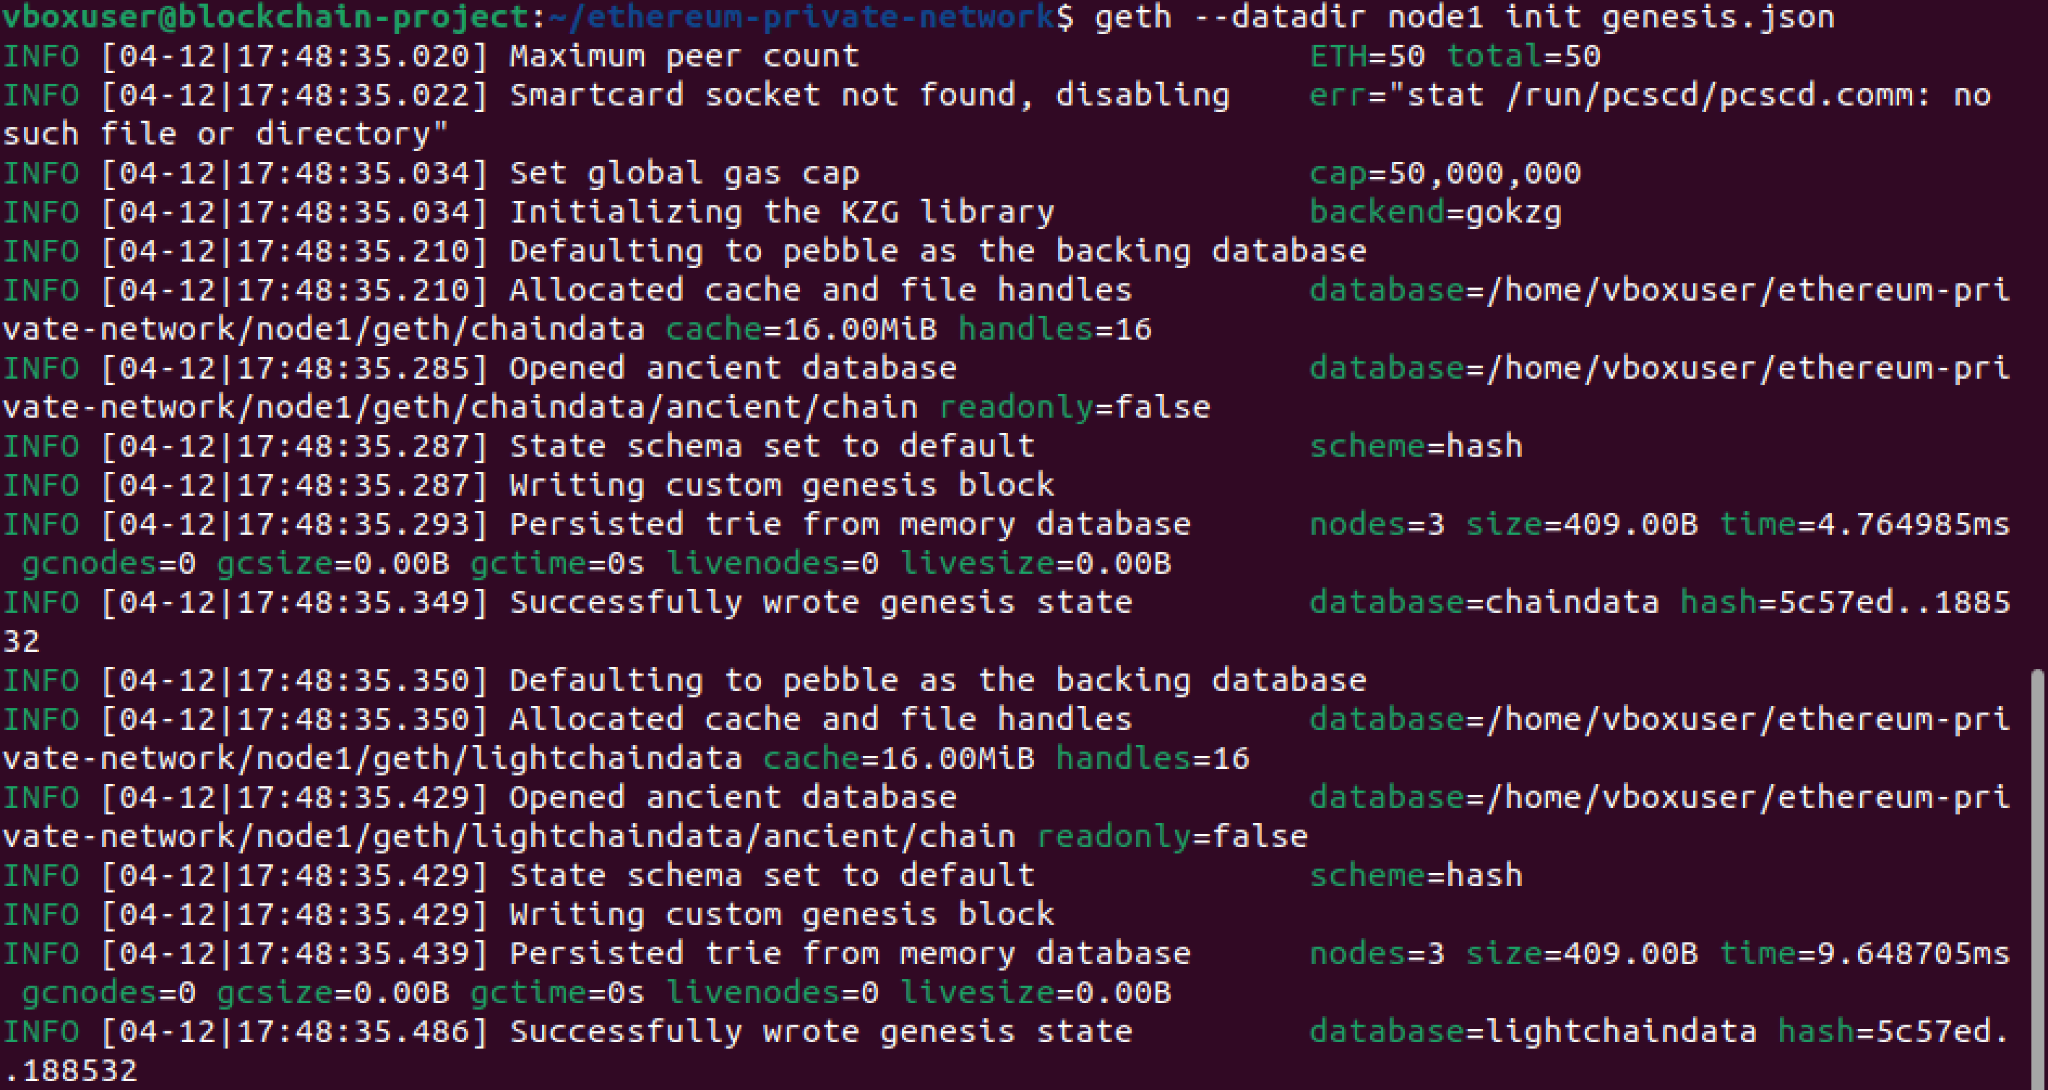 vboxuser@blockchain-project:~/ethereum-private-network$ geth --datadir node1 init genesis.json
INFO [04-12|17:48:35.020] Maximum peer count                       ETH=50 total=50
INFO [04-12|17:48:35.022] Smartcard socket not found, disabling    err="stat /run/pcscd/pcscd.comm: no
such file or directory"
INFO [04-12|17:48:35.034] Set global gas cap                       cap=50,000,000
INFO [04-12|17:48:35.034] Initializing the KZG library             backend=gokzg
INFO [04-12|17:48:35.210] Defaulting to pebble as the backing database
INFO [04-12|17:48:35.210] Allocated cache and file handles         database=/home/vboxuser/ethereum-pri
vate-network/node1/geth/chaindata cache=16.00MiB handles=16
INFO [04-12|17:48:35.285] Opened ancient database                  database=/home/vboxuser/ethereum-pri
vate-network/node1/geth/chaindata/ancient/chain readonly=false
INFO [04-12|17:48:35.287] State schema set to default              scheme=hash
INFO [04-12|17:48:35.287] Writing custom genesis block
INFO [04-12|17:48:35.293] Persisted trie from memory database      nodes=3 size=409.00B time=4.764985ms
 gcnodes=0 gcsize=0.00B gctime=0s livenodes=0 livesize=0.00B
INFO [04-12|17:48:35.349] Successfully wrote genesis state         database=chaindata hash=5c57ed..1885
32
INFO [04-12|17:48:35.350] Defaulting to pebble as the backing database
INFO [04-12|17:48:35.350] Allocated cache and file handles         database=/home/vboxuser/ethereum-pri
vate-network/node1/geth/lightchaindata cache=16.00MiB handles=16
INFO [04-12|17:48:35.429] Opened ancient database                  database=/home/vboxuser/ethereum-pri
vate-network/node1/geth/lightchaindata/ancient/chain readonly=false
INFO [04-12|17:48:35.429] State schema set to default              scheme=hash
INFO [04-12|17:48:35.429] Writing custom genesis block
INFO [04-12|17:48:35.439] Persisted trie from memory database      nodes=3 size=409.00B time=9.648705ms
 gcnodes=0 gcsize=0.00B gctime=0s livenodes=0 livesize=0.00B
INFO [04-12|17:48:35.486] Successfully wrote genesis state         database=lightchaindata hash=5c57ed.
.188532